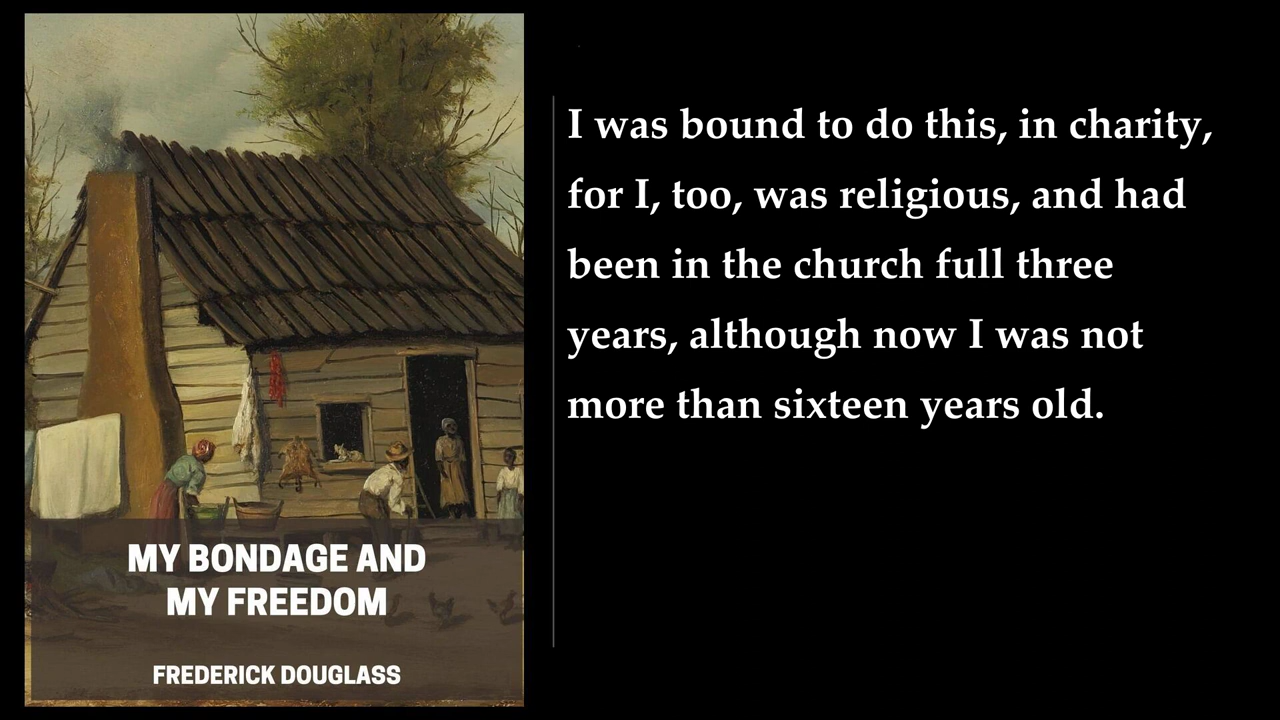 MY BONDAGE AND
MY FREEDOM
FREDERICK DOUGLASS
I was bound to do this, in charity,
for I, too, was religious, and had
been in the church full three
years, although now I was not
more than sixteen years old.